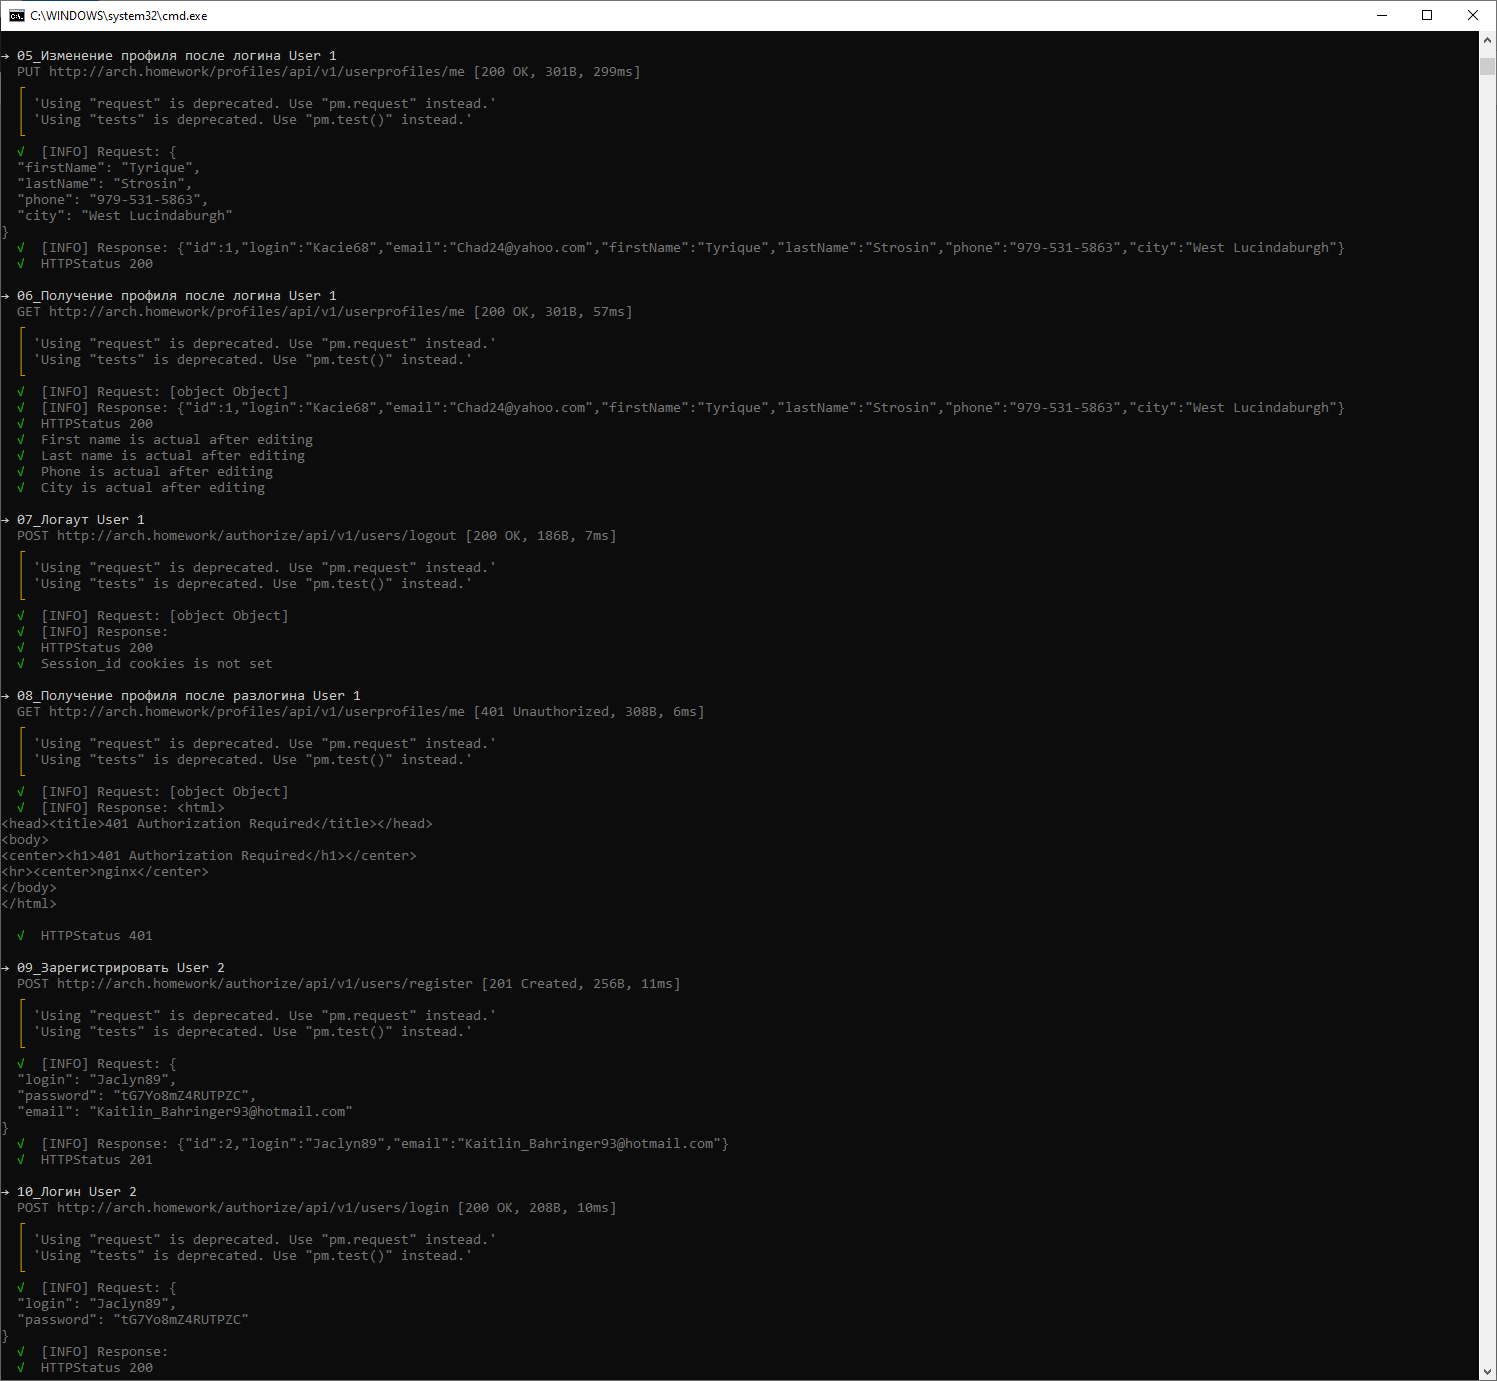 C:\WINDOWS\system32\cmd.exe
→ 05_Изменение профиля после логина User 1
PUT http://arch.homework/profiles/api/v1/userprofiles/me [200 OK, 301B, 299ms]
'Using "request" is deprecated. Use "pm.request" instead.'
'Using "tests" is deprecated. Use "pm.test()" instead.'
√ [INFO] Request: {
"firstName": "Tyrique",
"lastName": "Strosin",
"phone": "979-531-5863",
"city": "West Lucindaburgh"
}
√ [INFO] Response: {"id":1,"login":"Kacie68","email":"Chad24@yahoo.com","firstName":"Tyrique","lastName":"Strosin","phone":"979-531-5863","city":"West Lucindaburgh"}
√ HTTPStatus 200
→ 06_Получение профиля после логина User 1
GET http://arch.homework/profiles/api/v1/userprofiles/me [200 OK, 301B, 57ms]
'Using "request" is deprecated. Use "pm.request" instead.'
'Using "tests" is deprecated. Use "pm.test()" instead.'
√ [INFO] Request: [object Object]
√ [INFO] Response: {"id":1,"login":"Kacie68","email":"Chad24@yahoo.com","firstName":"Tyrique","lastName":"Strosin","phone":"979-531-5863","city":"West Lucindaburgh"}
√ HTTPStatus 200
√ First name is actual after editing
√ Last name is actual after editing
√ Phone is actual after editing
√ City is actual after editing
→ 07_Логаут User 1
POST http://arch.homework/authorize/api/v1/users/logout [200 OK, 186B, 7ms]
'Using "request" is deprecated. Use "pm.request" instead.'
'Using "tests" is deprecated. Use "pm.test()" instead.'
√ [INFO] Request: [object Object]
√ [INFO] Response:
√ HTTPStatus 200
√ Session_id cookies is not set
→ 08_Получение профиля после разлогина User 1
GET http://arch.homework/profiles/api/v1/userprofiles/me [401 Unauthorized, 308B, 6ms]
'Using "request" is deprecated. Use "pm.request" instead.'
'Using "tests" is deprecated. Use "pm.test()" instead.'
√ [INFO] Request: [object Object]
√ [INFO] Response: <html>
<head><title>401 Authorization Required</title></head>
<body>
<center><h1>401 Authorization Required</h1></center>
<hr><center>nginx</center>
</body>
</html>
√ HTTPStatus 401
→ 09_Зарегистрировать User 2
POST http://arch.homework/authorize/api/v1/users/register [201 Created, 256B, 11ms]
'Using "request" is deprecated. Use "pm.request" instead.'
'Using "tests" is deprecated. Use "pm.test()" instead.'
√ [INFO] Request: {
"login": "Jaclyn89",
"password": "tG7Yo8mZ4RUTPZC",
"email": "Kaitlin_Bahringer93@hotmail.com"
}
√ [INFO] Response: {"id":2,"login":"Jaclyn89","email":"Kaitlin_Bahringer93@hotmail.com"}
√ HTTPStatus 201
→ 10_Логин User 2
POST http://arch.homework/authorize/api/v1/users/login [200 OK, 208B, 10ms]
'Using "request" is deprecated. Use "pm.request" instead.'
'Using "tests" is deprecated. Use "pm.test()" instead.'
√ [INFO] Request: {
"login": "Jaclyn89",
"password": "tG7Yo8mZ4RUTPZC"
}
√ [INFO] Response:
√ HTTPStatus 200